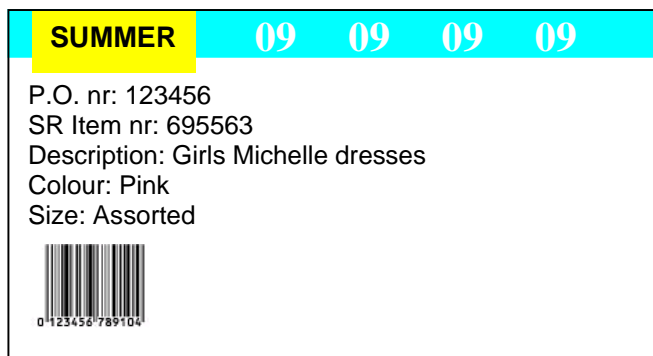 SUMMER 09 09 09 09
P.O. nr: 123456
SR Item nr: 695563
Description: Girls Michelle dresses
Colour: Pink
Size: Assorted
0 123456 789104